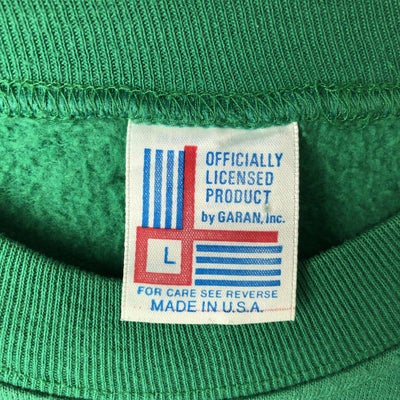 OFFICIALLY
LICENSED
PRODUCT
by GARAN, Inc.
L
FOR CARE SEE REVERSE
MADE IN U.S.A.